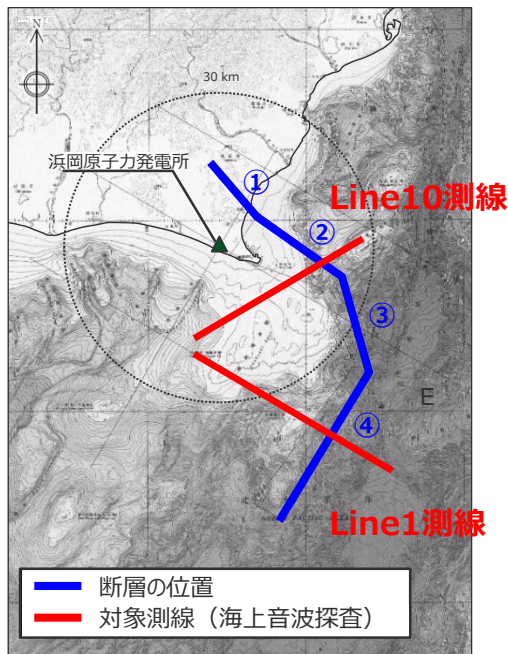 30 km
浜岡原子力発電所
①
Line10測線
②
③
E
④
Line1測線
断層の位置
対象測線（海上音波探査）